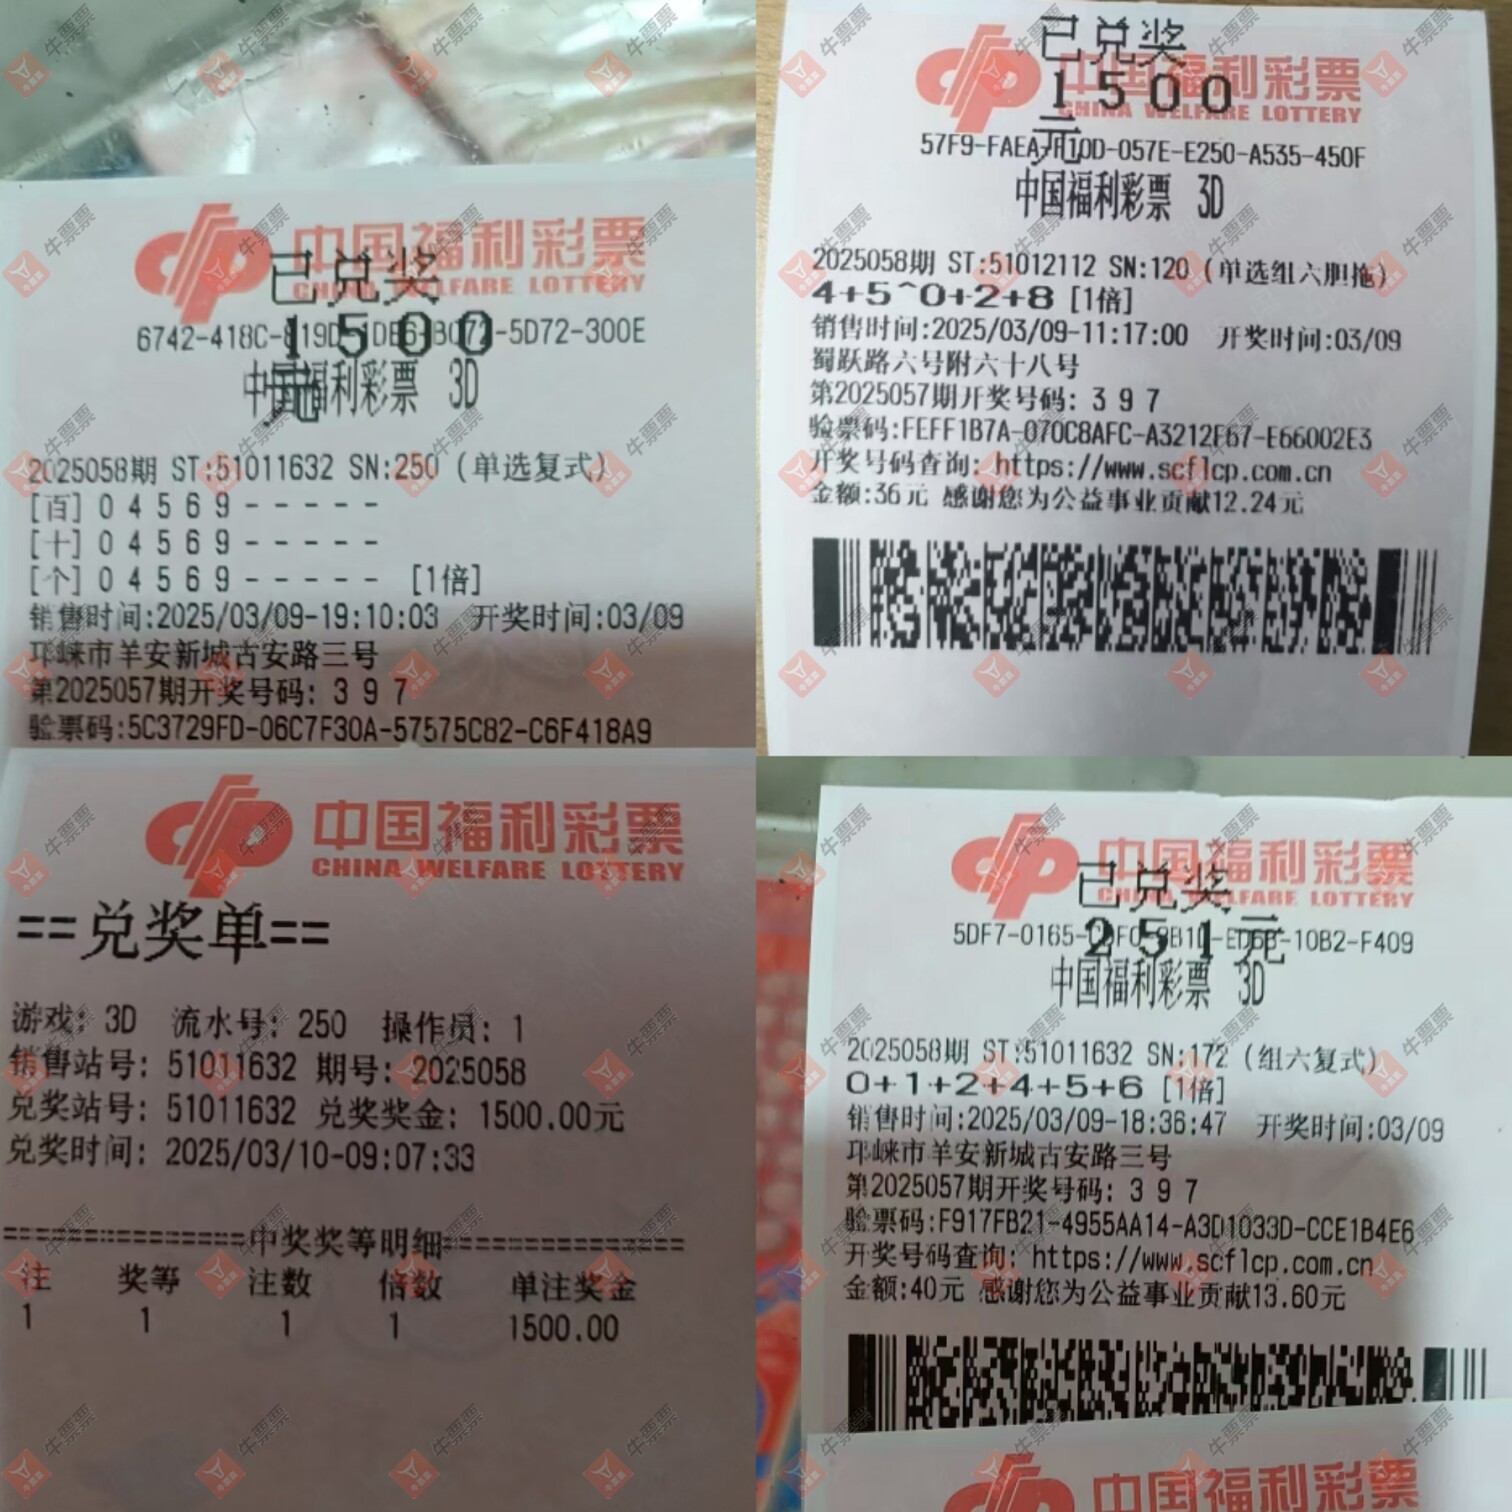 中国福利彩票
CHINA WELFARE LOTTERY
已兑奖
1500
元
中国福利彩票 3D
2025058期 ST:51011632 SN:250 (单选复式)
[百] 0 4 5 6 9 - - - - -
[十] 0 4 5 6 9 - - - - -
[个] 0 4 5 6 9 - - - - - [1倍]
销售时间:2025/03/09-19:10:03 开奖时间:03/09
邛崃市羊安新城古安路三号
第2025057期开奖号码: 3 9 7
验票码:5C3729FD-06C7F30A-57575C82-C6F418A9
中国福利彩票
CHINA WELFARE LOTTERY
已兑奖
1500
元
中国福利彩票 3D
2025058期 ST:51012112 SN:120 (单选组六胆拖)
4+5^0+2+8 [1倍]
销售时间:2025/03/09-11:17:00 开奖时间:03/09
蜀跃路六号附六十八号
第2025057期开奖号码: 3 9 7
验票码:FEFF1B7A-070C8AFC-A3212F67-E66002E3
开奖号码查询: https://www.scflcp.com.cn
金额:36元 感谢您为公益事业贡献12.24元
中国福利彩票
CHINA WELFARE LOTTERY
==兑奖单==
游戏: 3D 流水号: 250 操作员: 1
销售站号: 51011632 期号: 2025058
兑奖站号: 51011632 兑奖奖金: 1500.00元
兑奖时间: 2025/03/10-09:07:33
================中奖奖等明细================
注 奖等 注数 倍数 单注奖金
1 1 1 1 1500.00
中国福利彩票
CHINA WELFARE LOTTERY
已兑奖
251元
中国福利彩票 3D
2025058期 ST:51011632 SN:172 (组六复式)
0+1+2+4+5+6 [1倍]
销售时间:2025/03/09-18:36:47 开奖时间:03/09
邛崃市羊安新城古安路三号
第2025057期开奖号码: 3 9 7
验票码:F917FB21-4955AA14-A3D1033D-CCE1B4E6
开奖号码查询: https://www.scflcp.com.cn
金额:40元 感谢您为公益事业贡献13.60元
中国福利彩票
牛票票